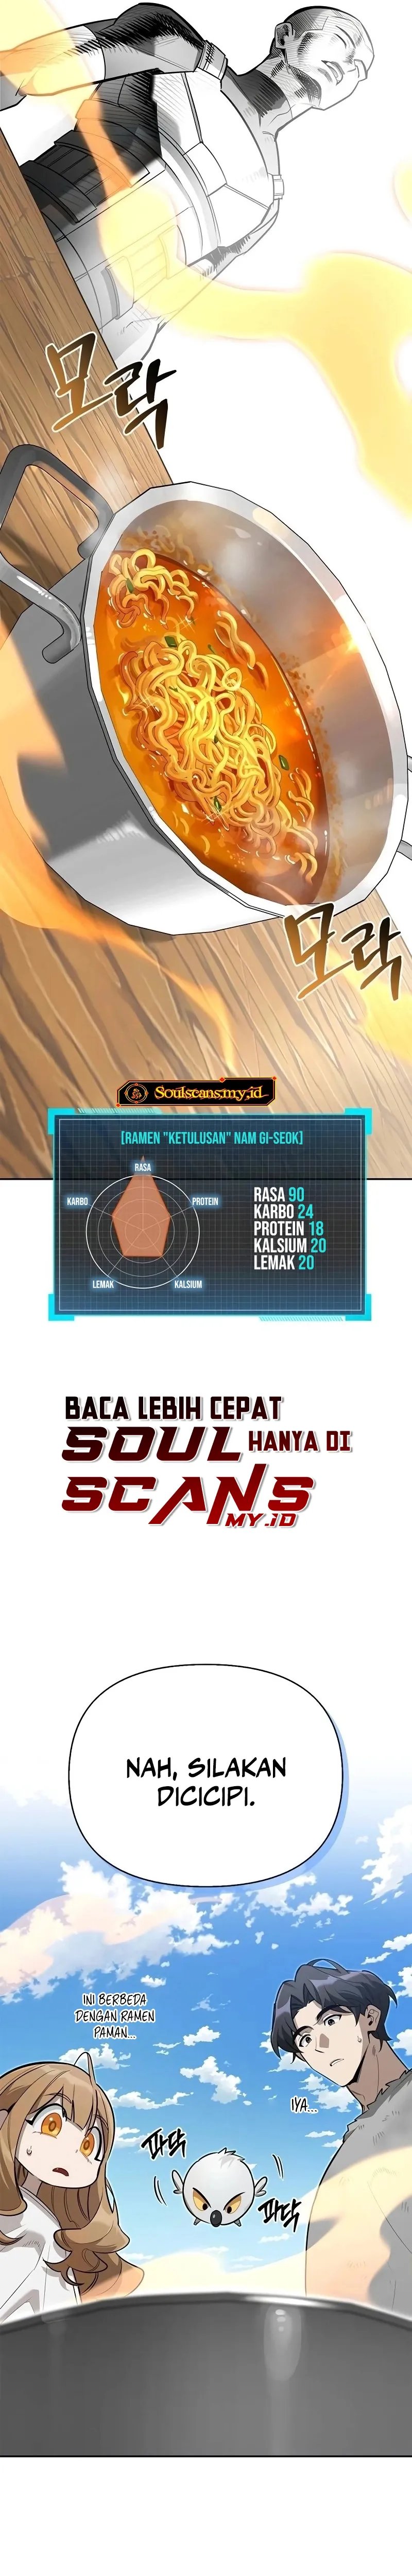 모락
모락
Soulscans.my.id
[RAMEN "KETULUSAN" NAM GI-SEOK]
RASA
KARBO
PROTEIN
LEMAK
KALSIUM
RASA 90
KARBO 24
PROTEIN 18
KALSIUM 20
LEMAK 20
BACA LEBIH CEPAT
SOUL HANYA DI
SCANS
MY.ID
NAH, SILAKAN
DICICIPI.
INI BERBEDA
DENGAN RAMEN
PAMAN...
IYA...
파닥
파닥